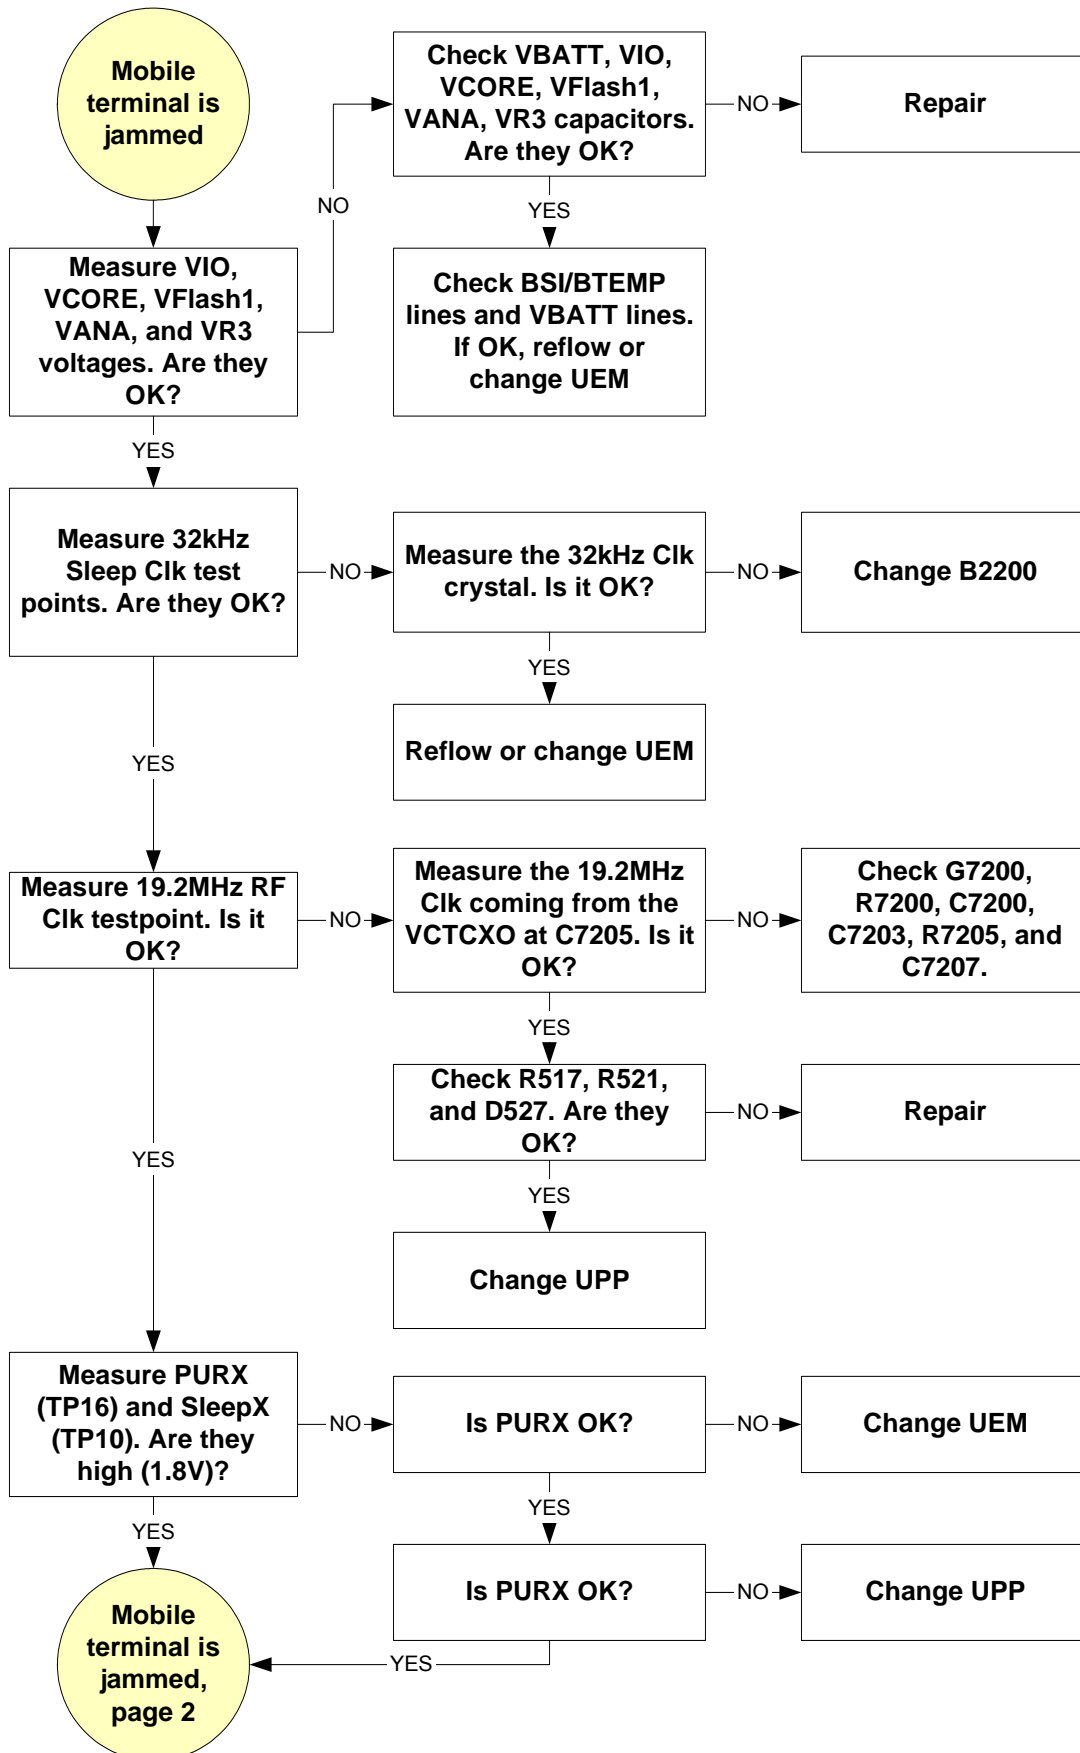 Mobile
terminal is
jammed
Check VBATT, VIO,
VCORE, VFlash1,
VANA, VR3 capacitors.
Are they OK?
NO
Repair
NO
YES
Measure VIO,
VCORE, VFlash1,
VANA, and VR3
voltages. Are they
OK?
Check BSI/BTEMP
lines and VBATT lines.
If OK, reflow or
change UEM
YES
Measure 32kHz
Sleep Clk test
points. Are they OK?
NO
Measure the 32kHz Clk
crystal. Is it OK?
NO
Change B2200
YES
Reflow or change UEM
YES
Measure 19.2MHz RF
Clk testpoint. Is it
OK?
NO
Measure the 19.2MHz
Clk coming from the
VCTCXO at C7205. Is it
OK?
NO
Check G7200,
R7200, C7200,
C7203, R7205, and
C7207.
YES
Check R517, R521,
and D527. Are they
OK?
NO
Repair
YES
YES
Change UPP
Measure PURX
(TP16) and SleepX
(TP10). Are they
high (1.8V)?
NO
Is PURX OK?
NO
Change UEM
YES
YES
Is PURX OK?
NO
Change UPP
YES
Mobile
terminal is
jammed,
page 2